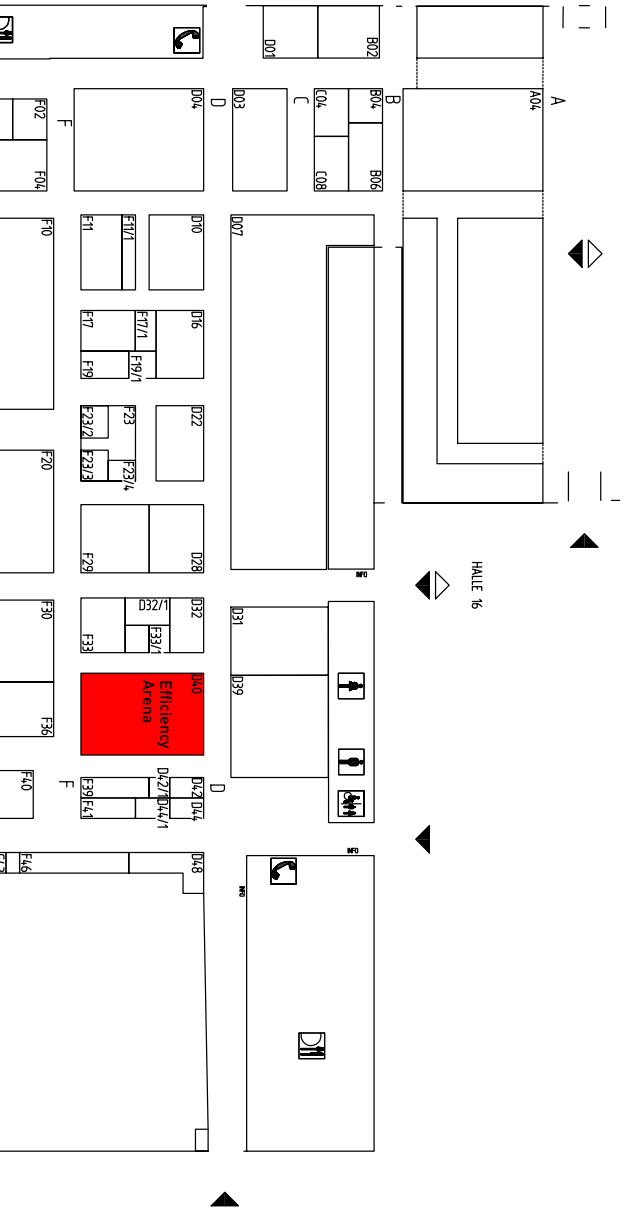 D01
B02
A
F02
F04
F
D04
D
D03
C
C04
C08
B
B04
B06
A04
F10
F11
F11/1
D10
D07
F17
F17/1
D16
F19
F19/1
F23/2
F23
D22
F23/3
F23/4
F20
F29
D28
INFO
HALLE 16
F30
F33
D32/1
F33/1
D32
D31
F36
Efficiency
Arena
D40
D39
F40
F
F39
F41
D42/1
D44/1
D42
D44
D
F46
D48
INFO
INFO